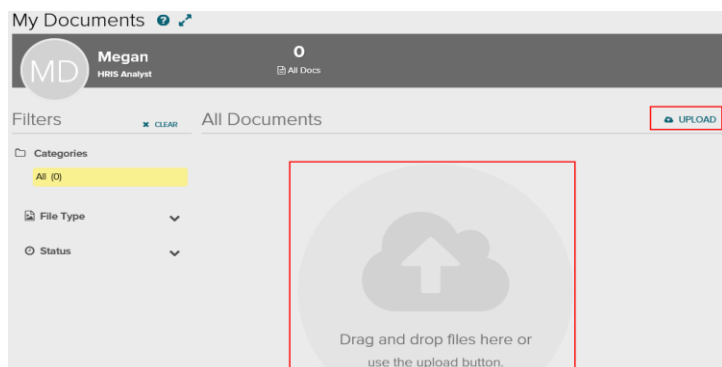 My Documents ?
MD
Megan
HRIS Analyst
0
All Docs
Filters
x CLEAR
All Documents
UPLOAD
Categories
All (0)
File Type
Status
Drag and drop files here or
use the upload button.